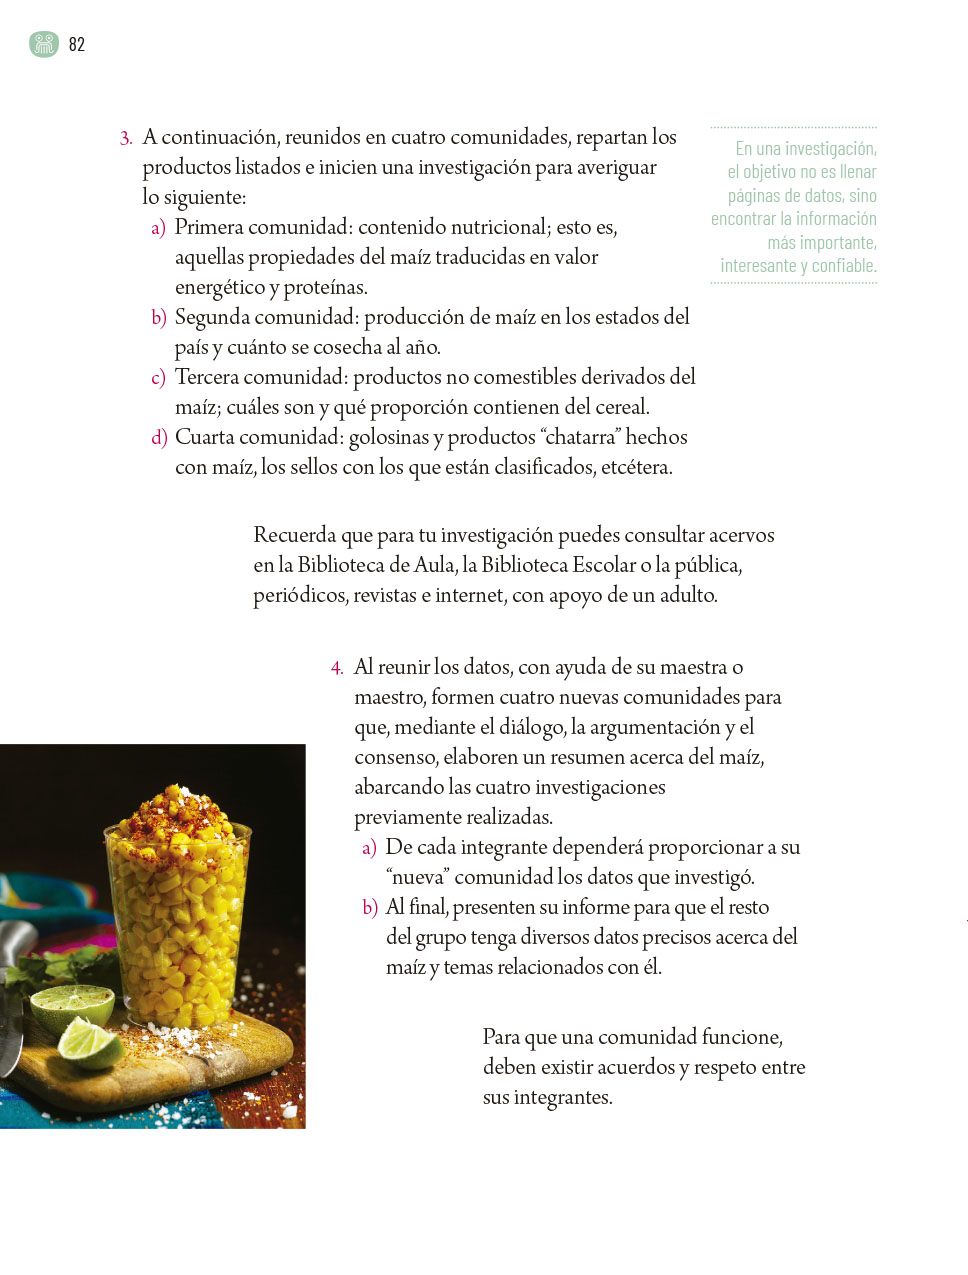 82
3. A continuación, reunidos en cuatro comunidades, repartan los
productos listados e inicien una investigación para averiguar
lo siguiente:
a) Primera comunidad: contenido nutricional; esto es,
aquellas propiedades del maíz traducidas en valor
energético y proteínas.
b) Segunda comunidad: producción de maíz en los estados del
país y cuánto se cosecha al año.
c) Tercera comunidad: productos no comestibles derivados del
maíz; cuáles son y qué proporción contienen del cereal.
d) Cuarta comunidad: golosinas y productos “chatarra” hechos
con maíz, los sellos con los que están clasificados, etcétera.
En una investigación,
el objetivo no es llenar
páginas de datos, sino
encontrar la información
más importante,
interesante y confiable.
Recuerda que para tu investigación puedes consultar acervos
en la Biblioteca de Aula, la Biblioteca Escolar o la pública,
periódicos, revistas e internet, con apoyo de un adulto.
4. Al reunir los datos, con ayuda de su maestra o
maestro, formen cuatro nuevas comunidades para
que, mediante el diálogo, la argumentación y el
consenso, elaboren un resumen acerca del maíz,
abarcando las cuatro investigaciones
previamente realizadas.
a) De cada integrante dependerá proporcionar a su
“nueva” comunidad los datos que investigó.
b) Al final, presenten su informe para que el resto
del grupo tenga diversos datos precisos acerca del
maíz y temas relacionados con él.
Para que una comunidad funcione,
deben existir acuerdos y respeto entre
sus integrantes.